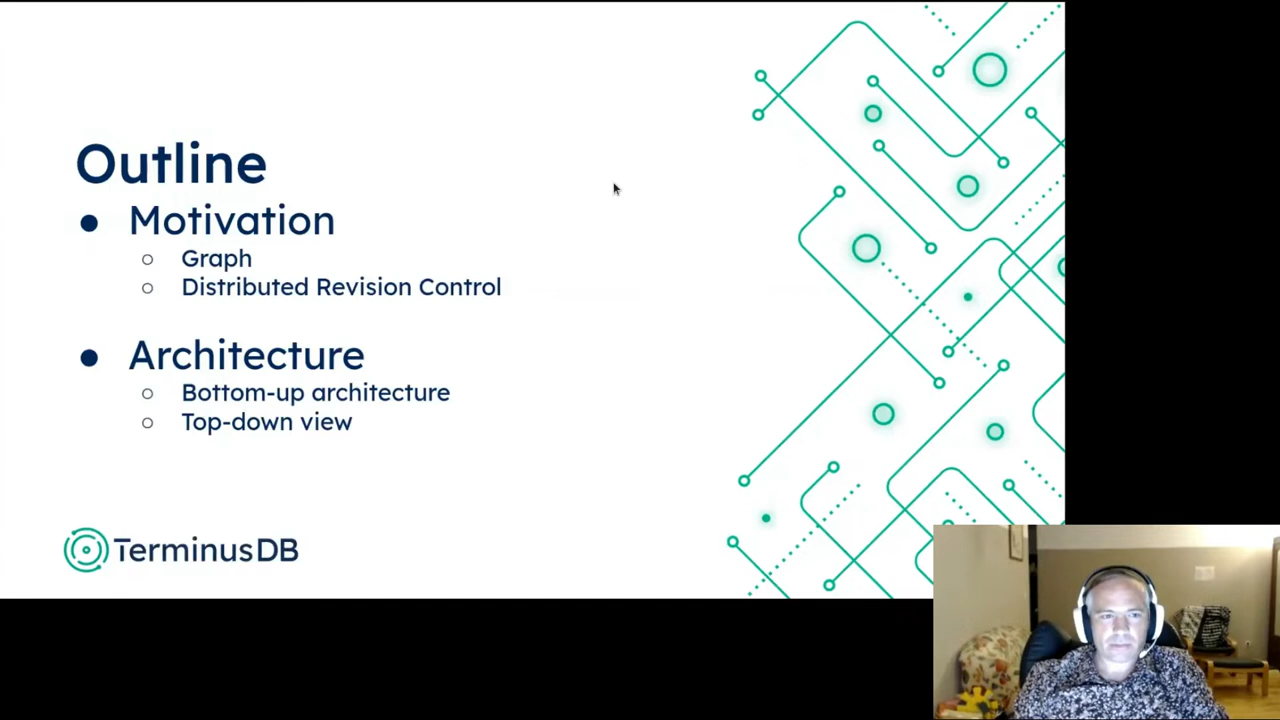 Outline
● Motivation
○ Graph
○ Distributed Revision Control
● Architecture
○ Bottom-up architecture
○ Top-down view
TerminusDB